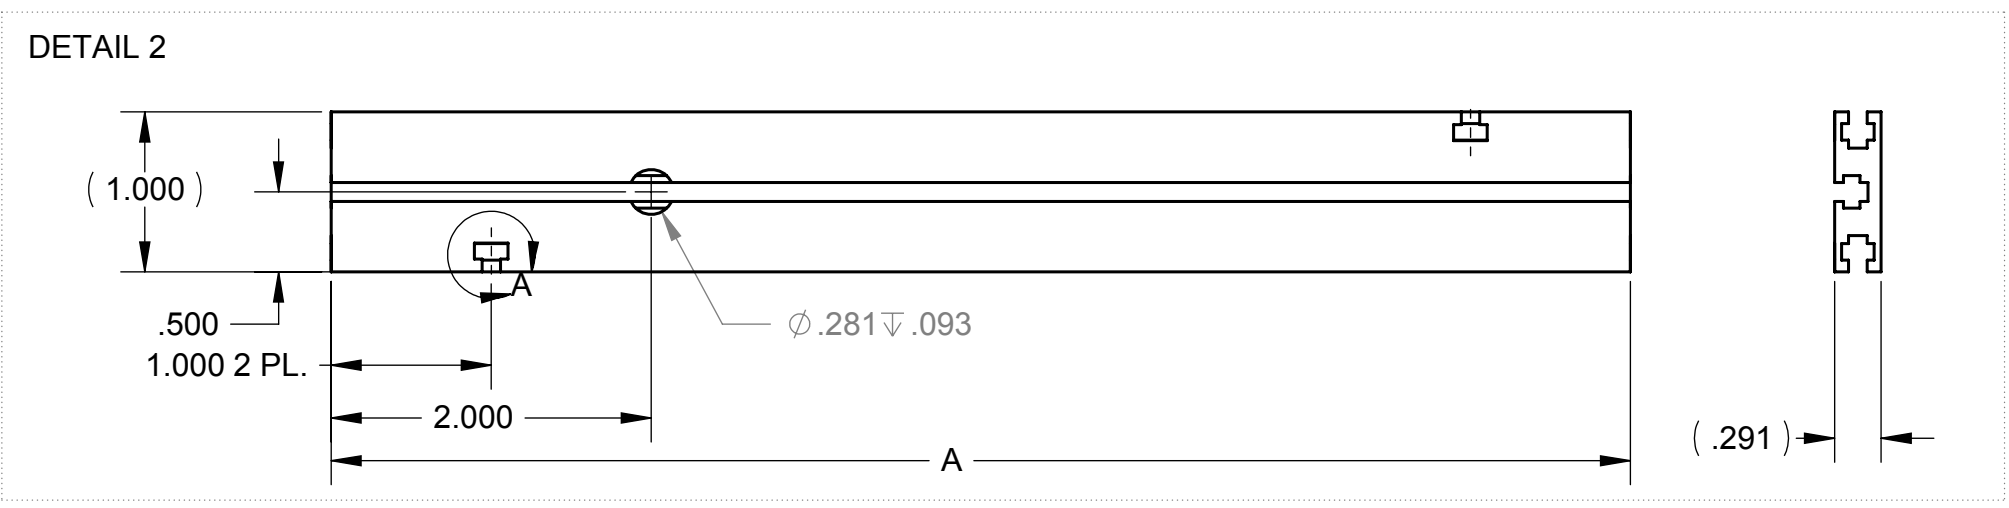 DETAIL 2
( 1.000 )
A
.500
∅.281↧.093
1.000 2 PL.
2.000
( .291 )
A